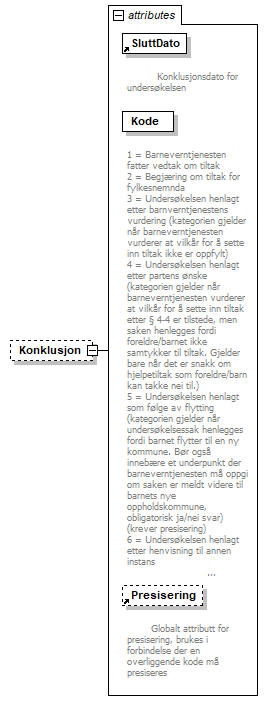 attributes
SluttDato
Konklusjonsdato for
undersøkelsen
Kode
1 = Barneverntjenesten
fatter vedtak om tiltak
2 = Begjæring om tiltak for
fylkesnemnda
3 = Undersøkelsen henlagt
etter barnverntjenestens
vurdering (kategorien gjelder
når barneverntjenesten
vurderer at vilkår for å sette
inn tiltak ikke er oppfylt)
4 = Undersøkelsen henlagt
etter partens ønske
(kategorien gjelder når
barneverntjenesten vurderer
at vilkår for å sette inn tiltak
etter § 4-4 er tilstede, men
saken henlegges fordi
foreldre/barnet ikke
samtykker til tiltak. Gjelder
bare når det er snakk om
hjelpetiltak som foreldre/barn
kan takke nei til.)
5 = Undersøkelsen henlagt
som følge av flytting
(kategorien gjelder når
undersøkelsessak henlegges
fordi barnet flytter til en ny
kommune. Bør også
innebære et underpunkt der
barneverntjenesten må oppgi
om saken er meldt videre til
barnets nye
oppholdskommune,
obligatorisk ja/nei svar)
(krever presisering)
6 = Undersøkelsen henlagt
etter henvisning til annen
instans
...
Konklusjon
Presisering
Globalt attributt for
presisering, brukes i
forbindelse der en
overliggende kode må
presiseres